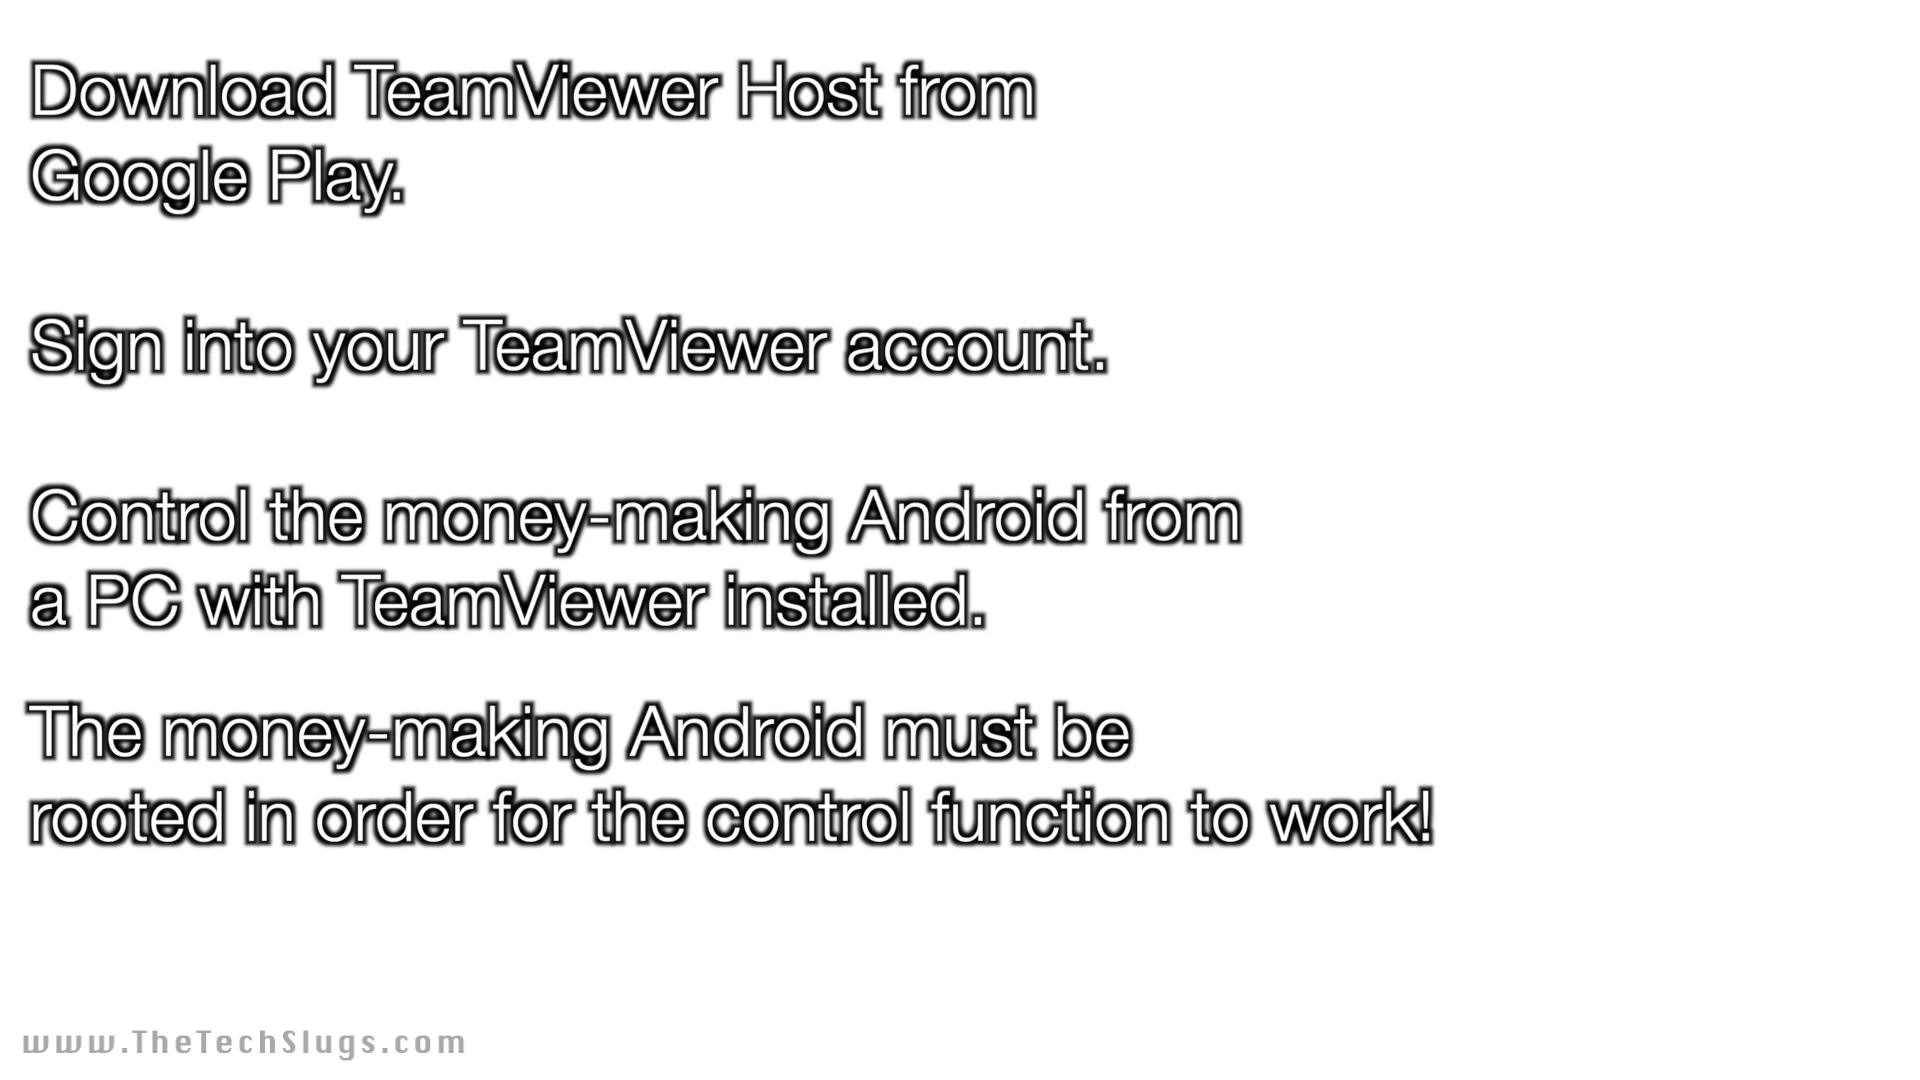 Download TeamViewer Host from
Google Play.
Sign into your TeamViewer account.
Control the money-making Android from
a PC with TeamViewer installed.
The money-making Android must be
rooted in order for the control function to work!
www.TheTechSlugs.com